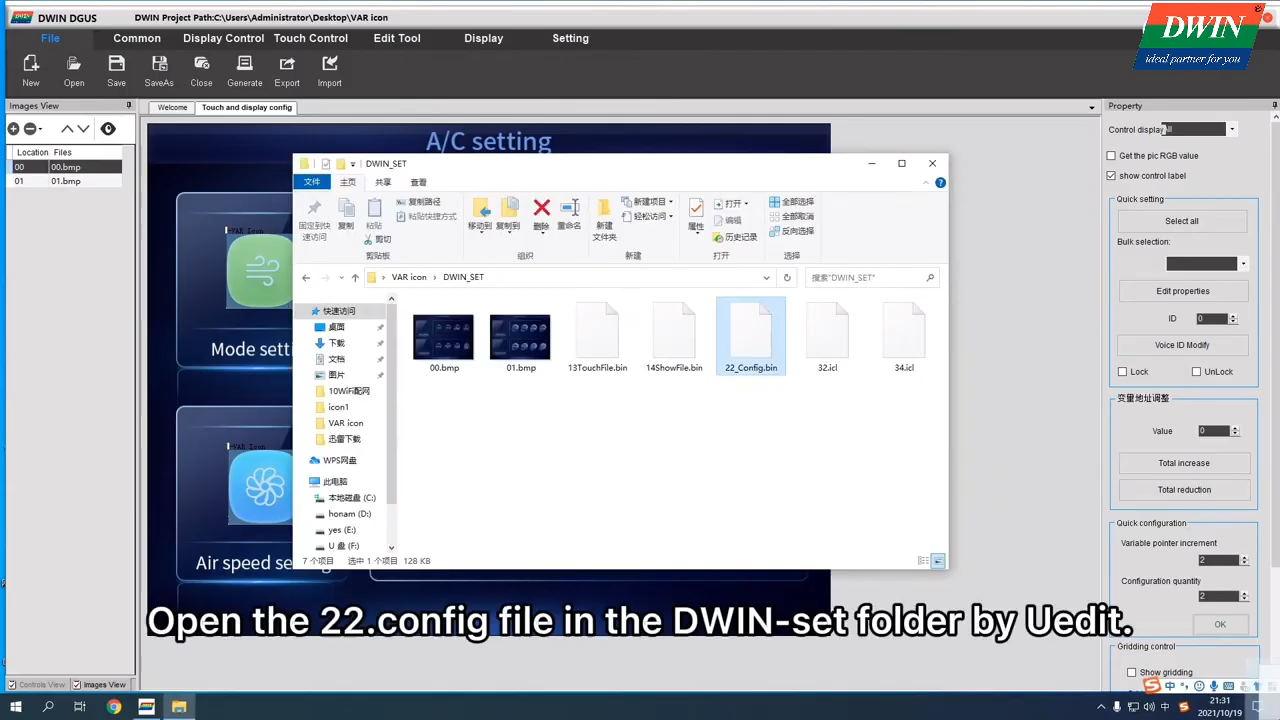 DWIN DGUS
DWIN Project Path:C:\Users\Administrator\Desktop\VAR icon
DWIN
ideal partner for you
File
Common
Display Control
Touch Control
Edit Tool
Display
Setting
New
Open
Save
SaveAs
Close
Generate
Export
Import
Images View
Welcome
Touch and display config
Location Files
00 00.bmp
01 01.bmp
A/C setting
DWIN_SET
文件
主页
共享
查看
固定到快
速访问
复制
粘贴
复制路径
粘贴快捷方式
剪切
剪贴板
移动到
复制到
删除
重命名
组织
新建
文件夹
新建项目
轻松访问
新建
属性
打开
编辑
历史记录
打开
全部选择
全部取消
反向选择
选择
VAR icon
DWIN_SET
搜索"DWIN_SET"
快速访问
桌面
下载
文档
图片
10WiFi配网
icon1
VAR icon
迅雷下载
WPS网盘
此电脑
本地磁盘 (C:)
honam (D:)
yes (E:)
U 盘 (F:)
00.bmp
01.bmp
13TouchFile.bin
14ShowFile.bin
22_Config.bin
32.icl
34.icl
7 个项目
选中 1 个项目 128 KB
VAR Icon
Mode setti
VAR Icon
Air speed se
Property
Control display
Get the pic RGB value
show control label
Quick setting
Select all
Bulk selection:
Edit properties
ID 0
Voice ID Modify
Lock
UnLock
变量地址调整
Value 0
Total increase
Total reduction
Quick configuration
Variable pointer increment
2
Configuration quantity
2
OK
Gridding control
Show gridding
Open the 22.config file in the DWIN-set folder by Uedit.
Controls View
Images View
中
中
21:31
2021/10/19